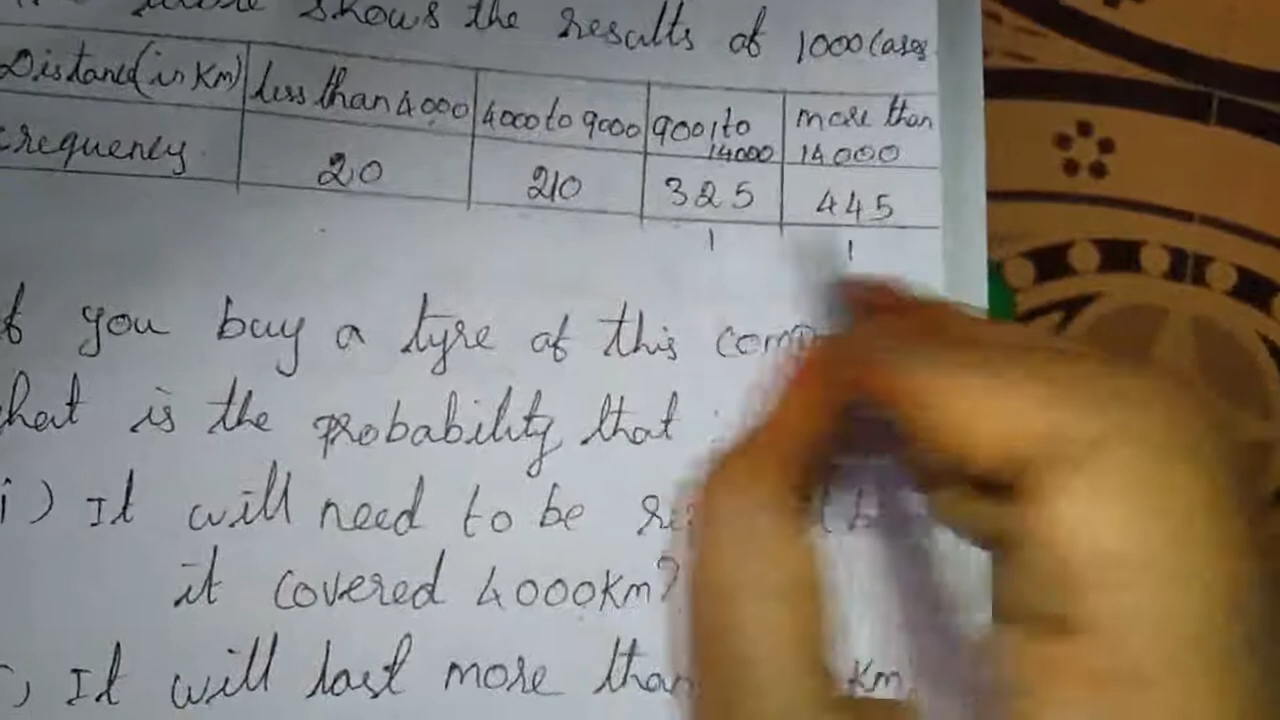 shows the results of 1000 Cases
Distance(in Km) less than 4000 4000 to 9000 9001 to 14000 more than 14000
Frequency 20 210 325 445
you buy a tyre of this
what is the probability that :
i) It will need to be
it covered 4000km?
It will last more than km